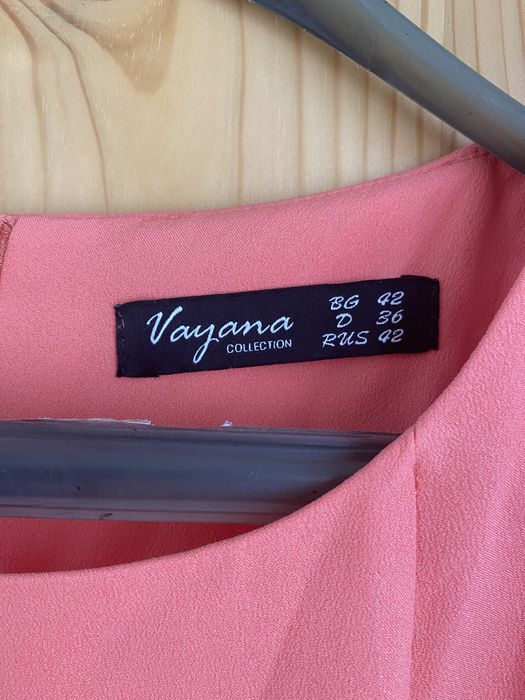 Vayana
COLLECTION
BG 42
D 36
RUS 42